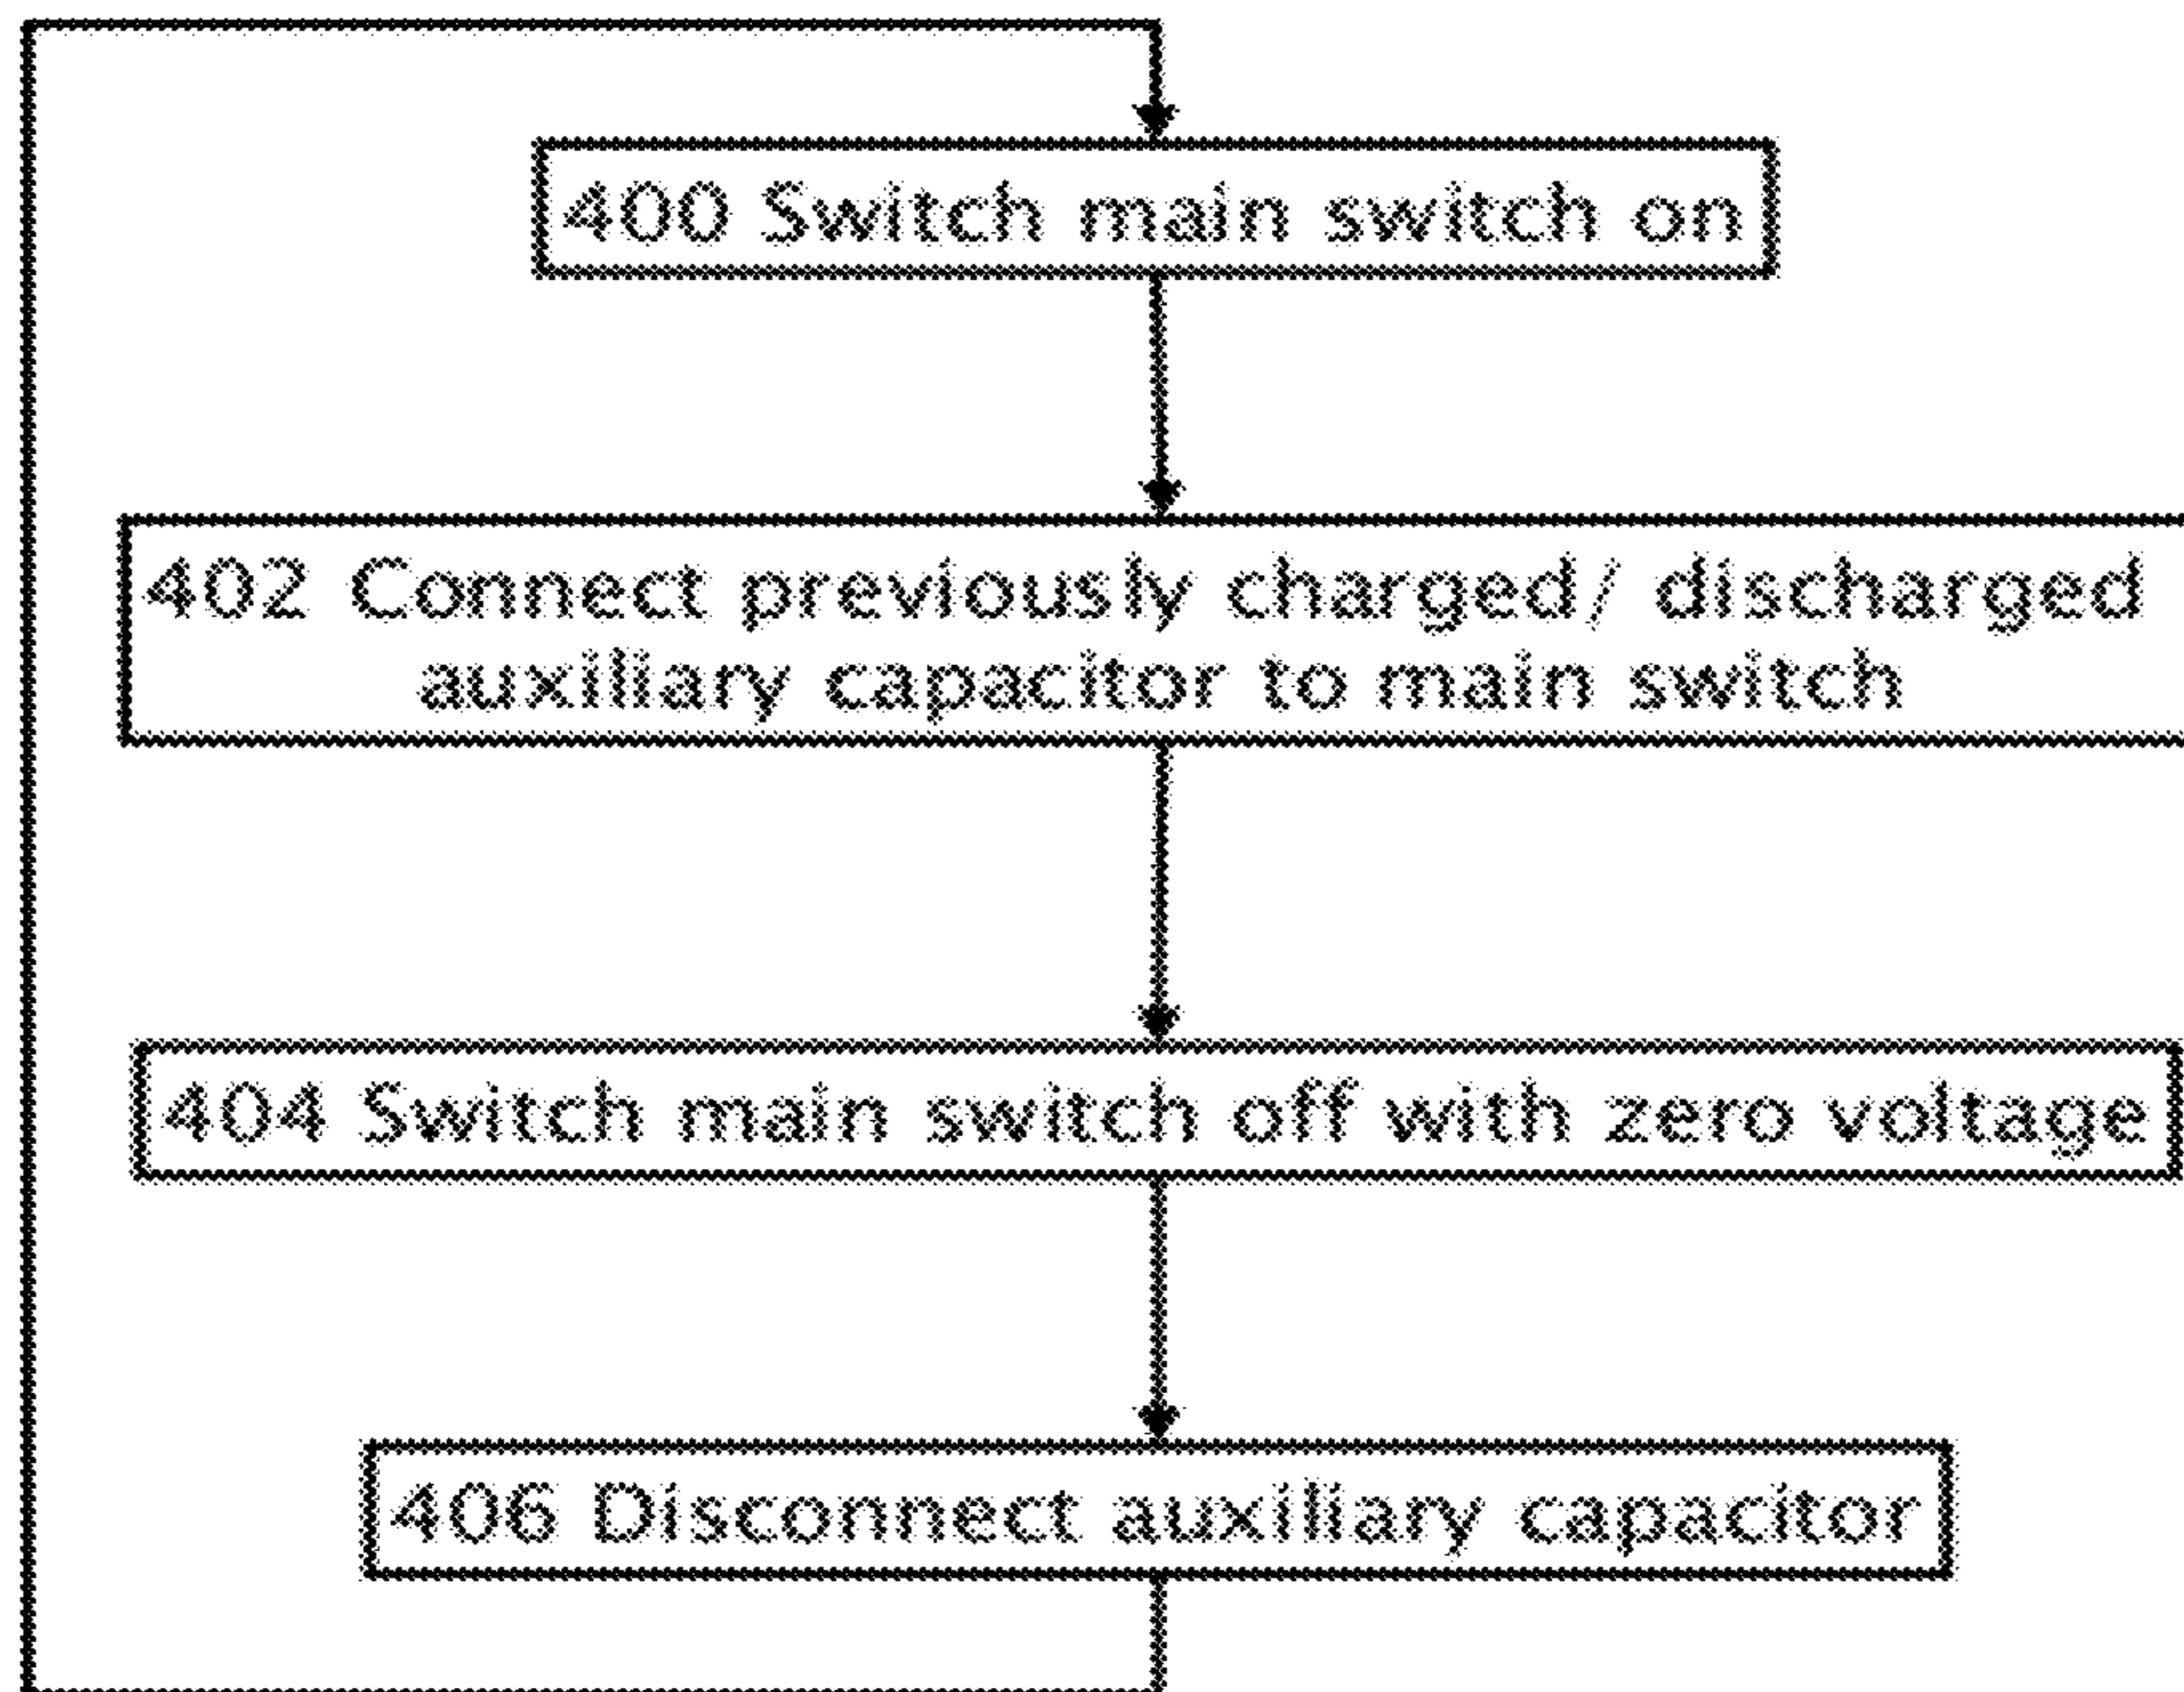 400 Switch main switch on
402 Connect previously charged/ discharged
auxiliary capacitor to main switch
404 Switch main switch off with zero voltage
406 Disconnect auxiliary capacitor